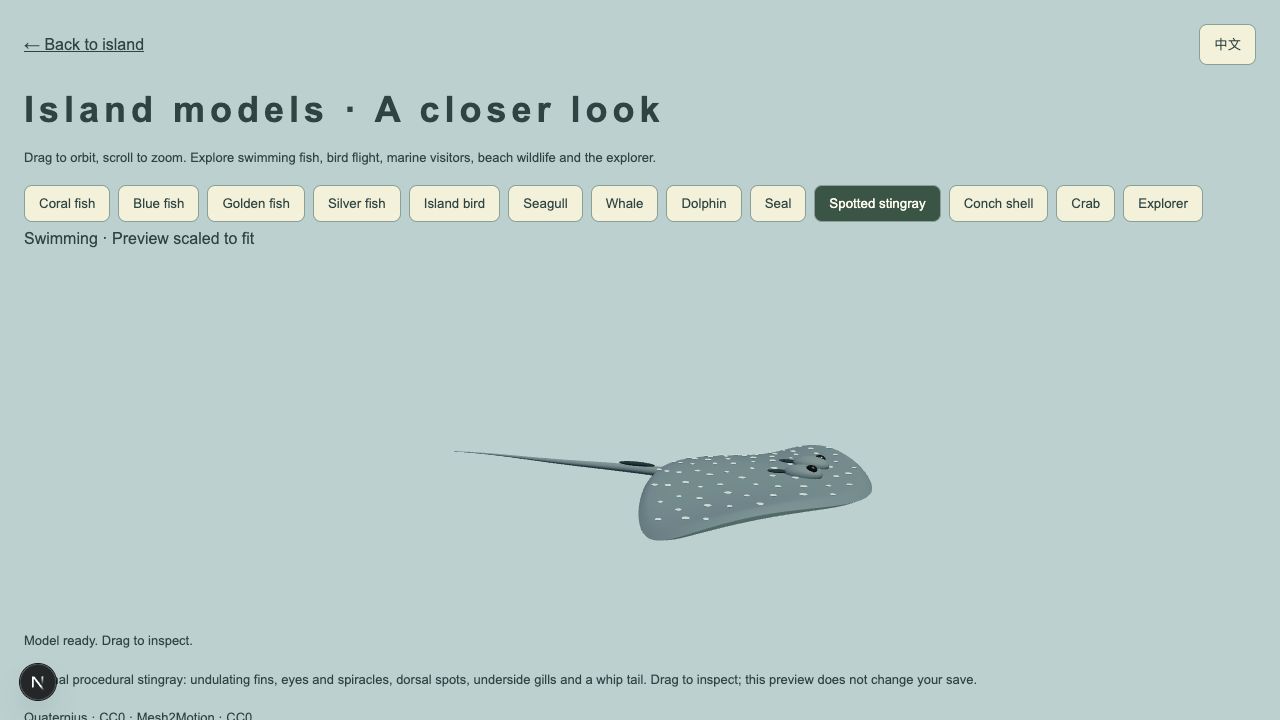 ← Back to island
中文
Island models · A closer look
Drag to orbit, scroll to zoom. Explore swimming fish, bird flight, marine visitors, beach wildlife and the explorer.
Coral fish Blue fish Golden fish Silver fish Island bird Seagull Whale Dolphin Seal Spotted stingray Conch shell Crab Explorer
Swimming · Preview scaled to fit
Model ready. Drag to inspect.
N
procedural stingray: undulating fins, eyes and spiracles, dorsal spots, underside gills and a whip tail. Drag to inspect; this preview does not change your save.
Quaternius · CC0 · Mesh2Motion · CC0